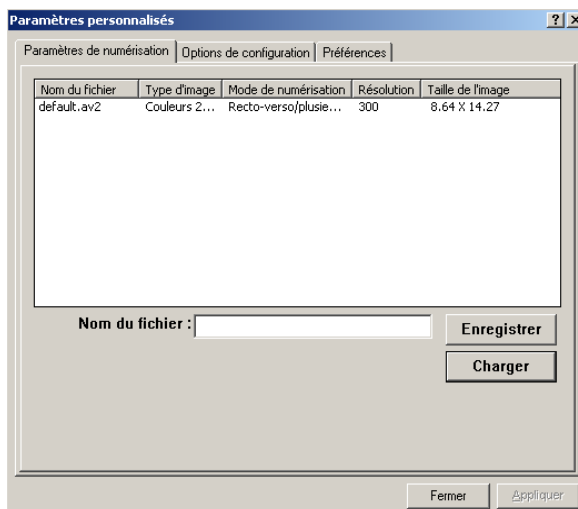 Paramètres personnalisés
Paramètres de numérisation Options de configuration Préférences
Nom du fichier Type d'image Mode de numérisation Résolution Taille de l'image
default.av2 Couleurs 2... Recto-verso/plusie... 300 8.64 X 14.27
Nom du fichier :
Enregistrer
Charger
Fermer Appliquer